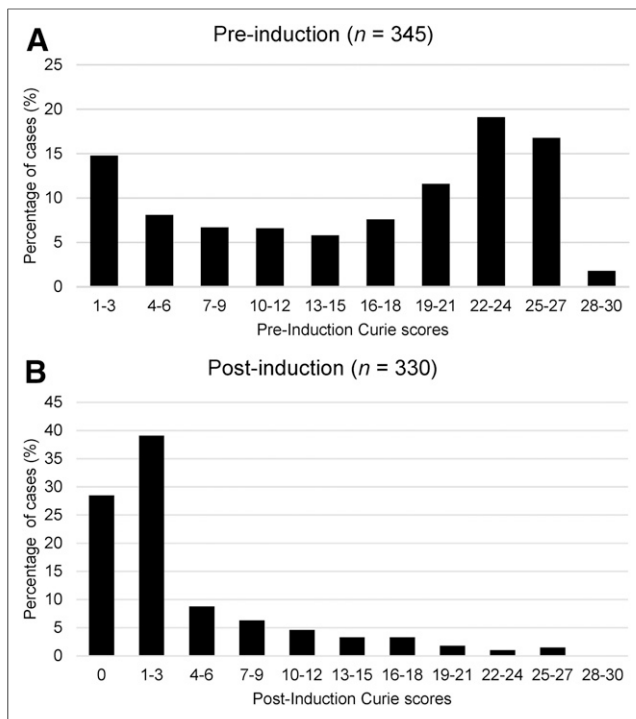 A
Pre-induction (n = 345)
Percentage of cases (%)
25
20
15
10
5
0
1-3 4-6 7-9 10-12 13-15 16-18 19-21 22-24 25-27 28-30
Pre-Induction Curie scores
B
Post-induction (n = 330)
Percentage of cases (%)
45
40
35
30
25
20
15
10
5
0
0 1-3 4-6 7-9 10-12 13-15 16-18 19-21 22-24 25-27 28-30
Post-Induction Curie scores